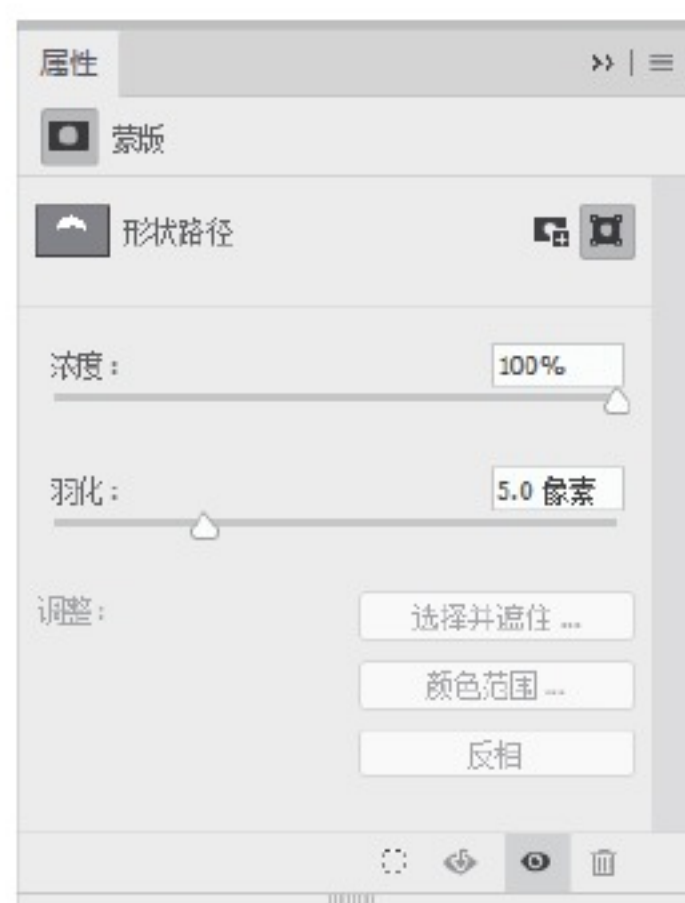 属性
蒙版
形状路径
浓度：
100%
羽化：
5.0 像素
调整：
选择并遮住 ...
颜色范围 ...
反相